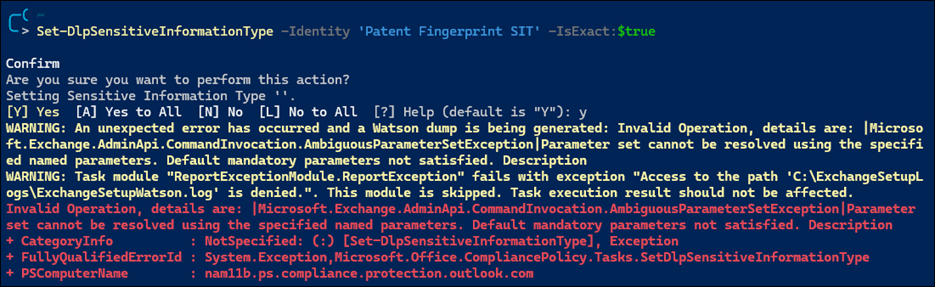 > Set-DlpSensitiveInformationType -Identity 'Patent Fingerprint SIT' -IsExact:$true
Confirm
Are you sure you want to perform this action?
Setting Sensitive Information Type ''.
[Y] Yes  [A] Yes to All  [N] No  [L] No to All  [?] Help (default is "Y"): y
WARNING: An unexpected error has occurred and a Watson dump is being generated: Invalid Operation, details are: |Microso
ft.Exchange.AdminApi.CommandInvocation.AmbiguousParameterSetException|Parameter set cannot be resolved using the specifi
ed named parameters. Default mandatory parameters not satisfied. Description
WARNING: Task module "ReportExceptionModule.ReportException" fails with exception "Access to the path 'C:\ExchangeSetupL
ogs\ExchangeSetupWatson.log' is denied.". This module is skipped. Task execution result should not be affected.
Invalid Operation, details are: |Microsoft.Exchange.AdminApi.CommandInvocation.AmbiguousParameterSetException|Parameter
set cannot be resolved using the specified named parameters. Default mandatory parameters not satisfied. Description
+ CategoryInfo          : NotSpecified: (:) [Set-DlpSensitiveInformationType], Exception
+ FullyQualifiedErrorId : System.Exception,Microsoft.Office.CompliancePolicy.Tasks.SetDlpSensitiveInformationType
+ PSComputerName        : nam11b.ps.compliance.protection.outlook.com